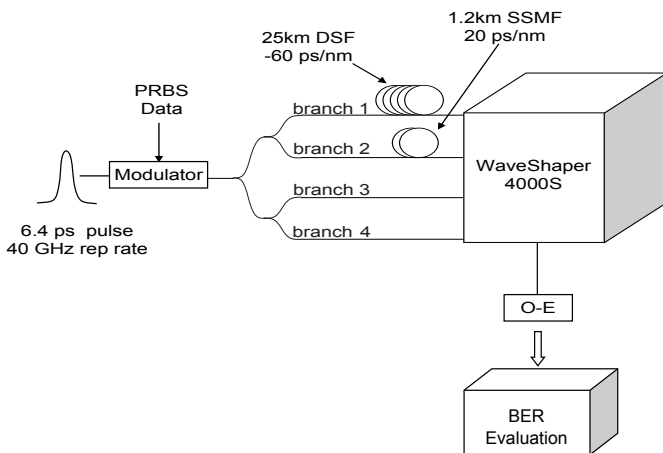 1.2km SSMF
20 ps/nm
25km DSF
-60 ps/nm
PRBS
Data
branch 1
branch 2
branch 3
branch 4
Modulator
WaveShaper
4000S
6.4 ps pulse
40 GHz rep rate
O-E
BER
Evaluation